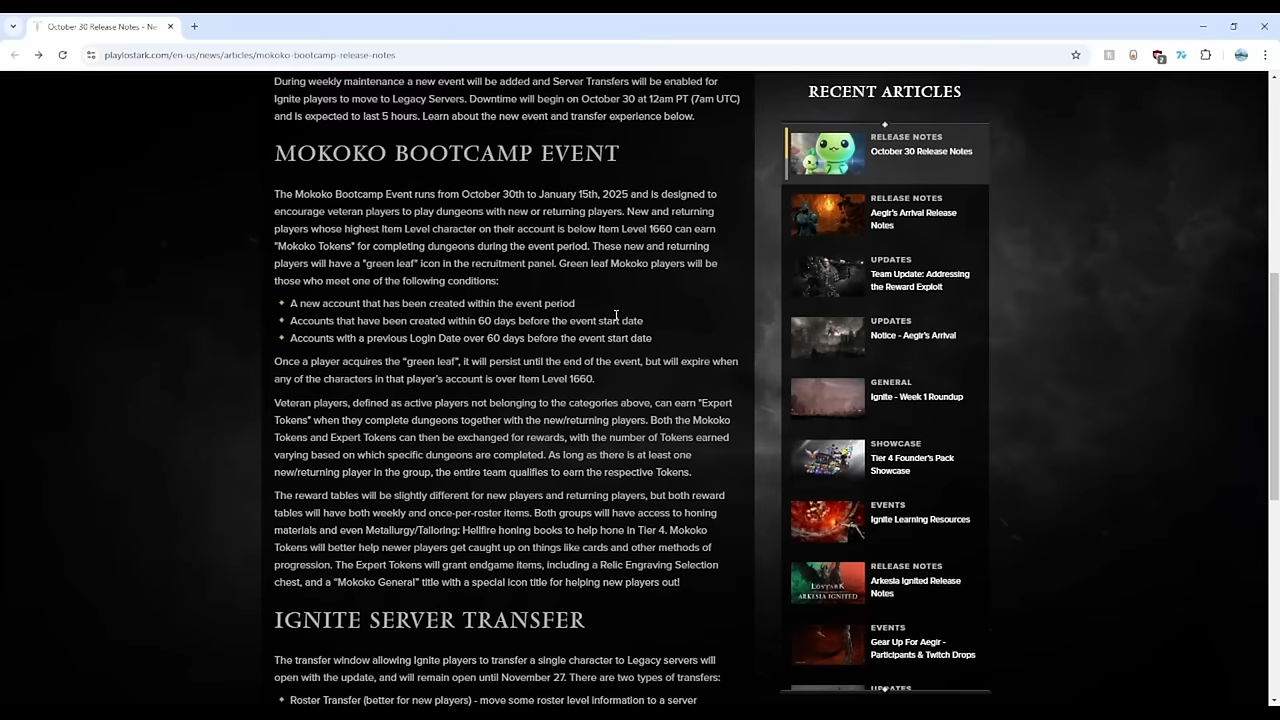 October 30 Release Notes - Ne
playlostark.com/en-us/news/articles/mokoko-bootcamp-release-notes
During weekly maintenance a new event will be added and Server Transfers will be enabled for
Ignite players to move to Legacy Servers. Downtime will begin on October 30 at 12am PT (7am UTC)
and is expected to last 5 hours. Learn about the new event and transfer experience below.
MOKOKO BOOTCAMP EVENT
The Mokoko Bootcamp Event runs from October 30th to January 15th, 2025 and is designed to
encourage veteran players to play dungeons with new or returning players. New and returning
players whose highest Item Level character on their account is below Item Level 1660 can earn
"Mokoko Tokens" for completing dungeons during the event period. These new and returning
players will have a "green leaf" icon in the recruitment panel. Green leaf Mokoko players will be
those who meet one of the following conditions:
A new account that has been created within the event period
Accounts that have been created within 60 days before the event start date
Accounts with a previous Login Date over 60 days before the event start date
Once a player acquires the “green leaf”, it will persist until the end of the event, but will expire when
any of the characters in that player’s account is over Item Level 1660.
Veteran players, defined as active players not belonging to the categories above, can earn "Expert
Tokens" when they complete dungeons together with the new/returning players. Both the Mokoko
Tokens and Expert Tokens can then be exchanged for rewards, with the number of Tokens earned
varying based on which specific dungeons are completed. As long as there is at least one
new/returning player in the group, the entire team qualifies to earn the respective Tokens.
The reward tables will be slightly different for new players and returning players, but both reward
tables will have both weekly and once-per-roster items. Both groups will have access to honing
materials and even Metallurgy/Tailoring: Hellfire honing books to help hone in Tier 4. Mokoko
Tokens will better help newer players get caught up on things like cards and other methods of
progression. The Expert Tokens will grant endgame items, including a Relic Engraving Selection
chest, and a “Mokoko General” title with a special icon title for helping new players out!
IGNITE SERVER TRANSFER
The transfer window allowing Ignite players to transfer a single character to Legacy servers will
open with the update, and will remain open until November 27. There are two types of transfers:
Roster Transfer (better for new players) - move some roster level information to a server
RECENT ARTICLES
RELEASE NOTES
October 30 Release Notes
RELEASE NOTES
Aegir's Arrival Release
Notes
UPDATES
Team Update: Addressing
the Reward Exploit
UPDATES
Notice - Aegir's Arrival
GENERAL
Ignite - Week 1 Roundup
SHOWCASE
Tier 4 Founder's Pack
Showcase
EVENTS
Ignite Learning Resources
RELEASE NOTES
Arkesia Ignited Release
Notes
LOST ARK
ARKESIA IGNITED
EVENTS
Gear Up For Aegir -
Participants & Twitch Drops
UPDATES